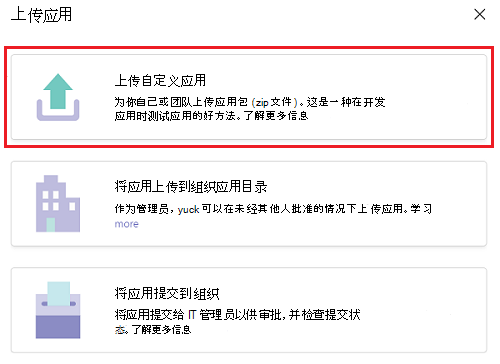 上传应用
上传自定义应用
为你自己或团队上传应用包 (zip 文件)。这是一种在开发
应用时测试应用的好方法。了解更多信息
将应用上传到组织应用目录
作为管理员，yuck 可以在未经其他人批准的情况下上传应用。学习
more
将应用提交到组织
将应用提交给 IT 管理员以供审批，并检查提交状
态。了解更多信息